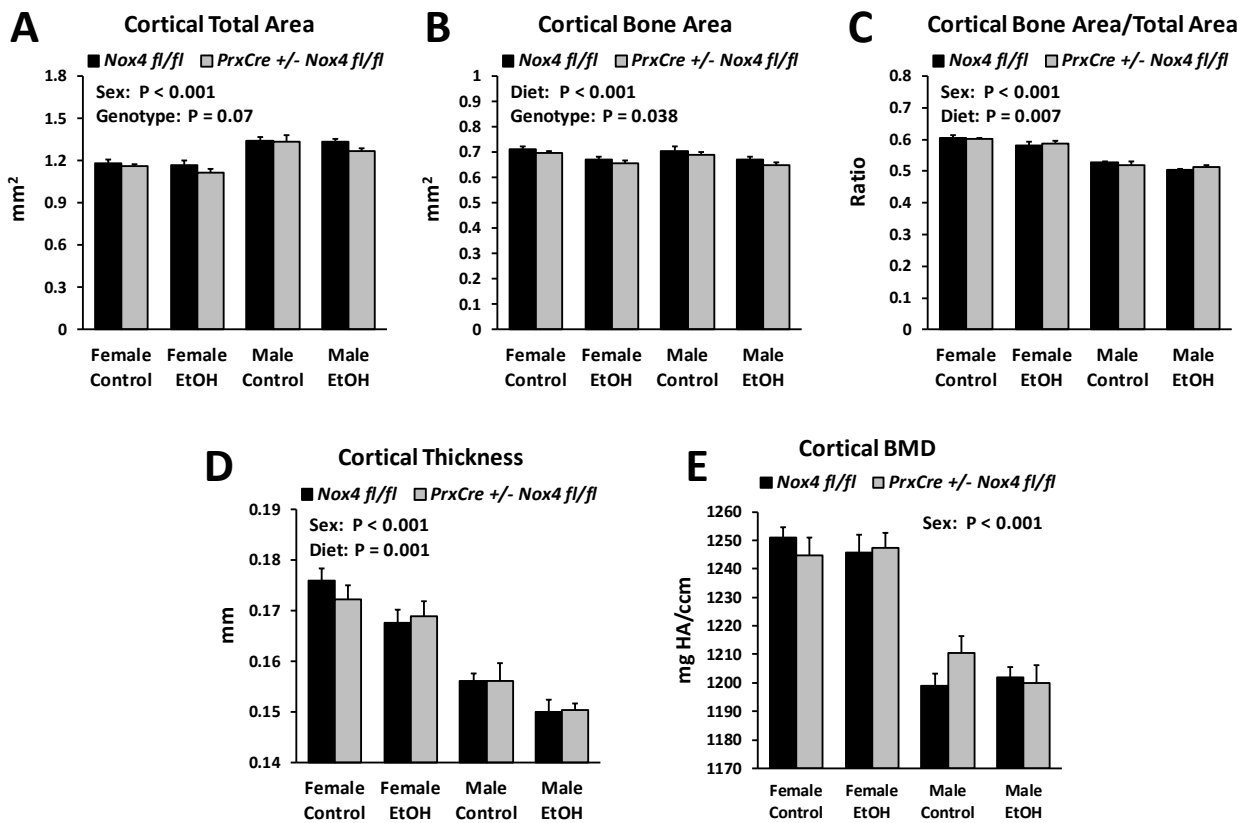 A
Cortical Total Area
Nox4 fl/fl PrxCre +/- Nox4 fl/fl
1.8
1.5
1.2
0.9
0.6
0.3
0
mm2
Sex: P < 0.001
Genotype: P = 0.07
Female Control
Female EtOH
Male Control
Male EtOH
B
Cortical Bone Area
Nox4 fl/fl PrxCre +/- Nox4 fl/fl
1
0.9
0.8
0.7
0.6
0.5
0.4
0.3
0.2
0.1
0
mm2
Diet: P < 0.001
Genotype: P = 0.038
Female Control
Female EtOH
Male Control
Male EtOH
C
Cortical Bone Area/Total Area
Nox4 fl/fl PrxCre +/- Nox4 fl/fl
0.8
0.7
0.6
0.5
0.4
0.3
0.2
0.1
0
Ratio
Sex: P < 0.001
Diet: P = 0.007
Female Control
Female EtOH
Male Control
Male EtOH
D
Cortical Thickness
Nox4 fl/fl PrxCre +/- Nox4 fl/fl
0.19
0.18
0.17
0.16
0.15
0.14
mm
Sex: P < 0.001
Diet: P = 0.001
Female Control
Female EtOH
Male Control
Male EtOH
E
Cortical BMD
Nox4 fl/fl PrxCre +/- Nox4 fl/fl
1260
1250
1240
1230
1220
1210
1200
1190
1180
1170
mg HA/ccm
Sex: P < 0.001
Female Control
Female EtOH
Male Control
Male EtOH